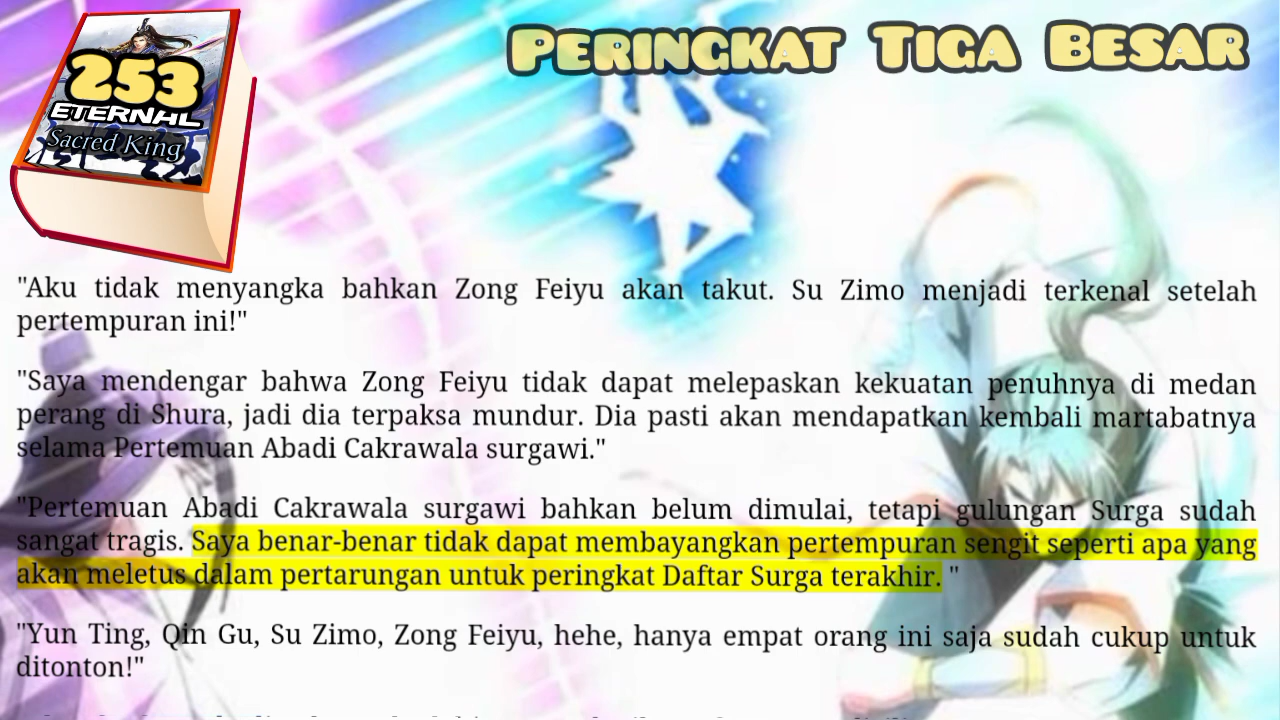 253
ETERNAL
Sacred King
PERINGKAT TIGA BESAR
"Aku tidak menyangka bahkan Zong Feiyu akan takut. Su Zimo menjadi terkenal setelah
pertempuran ini!"
"Saya mendengar bahwa Zong Feiyu tidak dapat melepaskan kekuatan penuhnya di medan
perang di Shura, jadi dia terpaksa mundur. Dia pasti akan mendapatkan kembali martabatnya
selama Pertemuan Abadi Cakrawala surgawi."
"Pertemuan Abadi Cakrawala surgawi bahkan belum dimulai, tetapi gulungan Surga sudah
sangat tragis. Saya benar-benar tidak dapat membayangkan pertempuran sengit seperti apa yang
akan meletus dalam pertarungan untuk peringkat Daftar Surga terakhir. "
"Yun Ting, Qin Gu, Su Zimo, Zong Feiyu, hehe, hanya empat orang ini saja sudah cukup untuk
ditonton!"